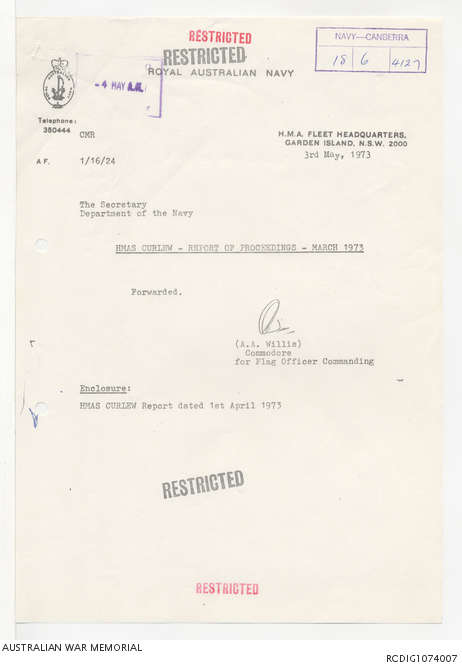 RESTRICTED
RESTRICTED
ROYAL AUSTRALIAN NAVY
NAVY—CANBERRA
18 6 4127
-4 MAY
Telephone:
350444
CMR
H.M.A. FLEET HEADQUARTERS,
GARDEN ISLAND, N.S.W. 2000
3rd May, 1973
A F. 1/16/24
The Secretary
Department of the Navy
HMAS CURLEW - REPORT OF PROCEEDINGS - MARCH 1973
Forwarded.
(A.A. Willis)
Commodore
for Flag Officer Commanding
Enclosure:
HMAS CURLEW Report dated 1st April 1973
RESTRICTED
RESTRICTED
AUSTRALIAN WAR MEMORIAL
RCDIG1074007